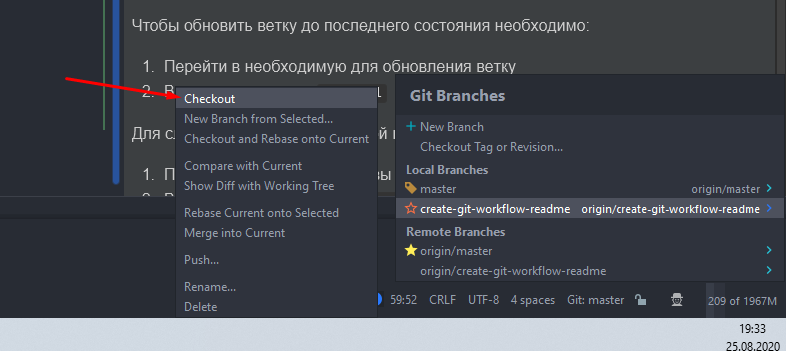 Чтобы обновить ветку до последнего состояния необходимо:
1. Перейти в необходимую для обновления ветку
2. В
1
Для сл
й
1. П
вы
Checkout
New Branch from Selected...
Checkout and Rebase onto Current
Compare with Current
Show Diff with Working Tree
Rebase Current onto Selected
Merge into Current
Push...
Rename...
Delete
Git Branches
+ New Branch
Checkout Tag or Revision...
Local Branches
master origin/master
create-git-workflow-readme origin/create-git-workflow-readme
Remote Branches
origin/master
origin/create-git-workflow-readme
59:52 CRLF UTF-8 4 spaces Git: master 209 of 1967M
19:33
25.08.2020